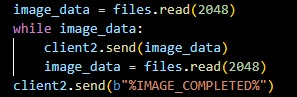 image_data = files.read(2048)
while image_data:
    client2.send(image_data)
    image_data = files.read(2048)
client2.send(b"%IMAGE_COMPLETED%")